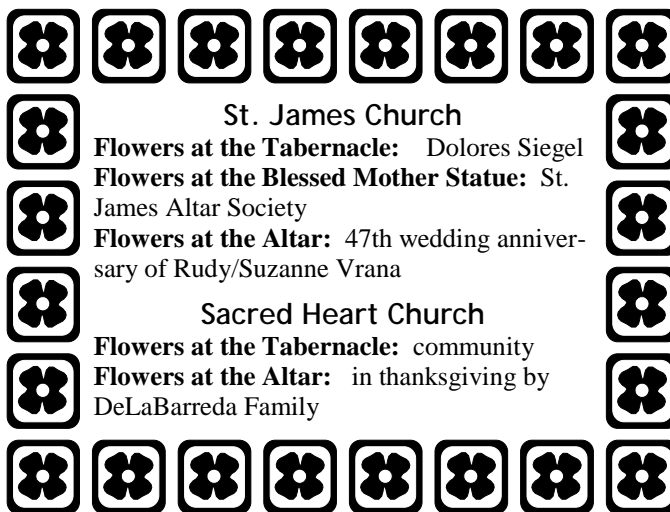 St. James Church
Flowers at the Tabernacle: Dolores Siegel
Flowers at the Blessed Mother Statue: St.
James Altar Society
Flowers at the Altar: 47th wedding anniver-
sary of Rudy/Suzanne Vrana
Sacred Heart Church
Flowers at the Tabernacle: community
Flowers at the Altar: in thanksgiving by
DeLaBarreda Family